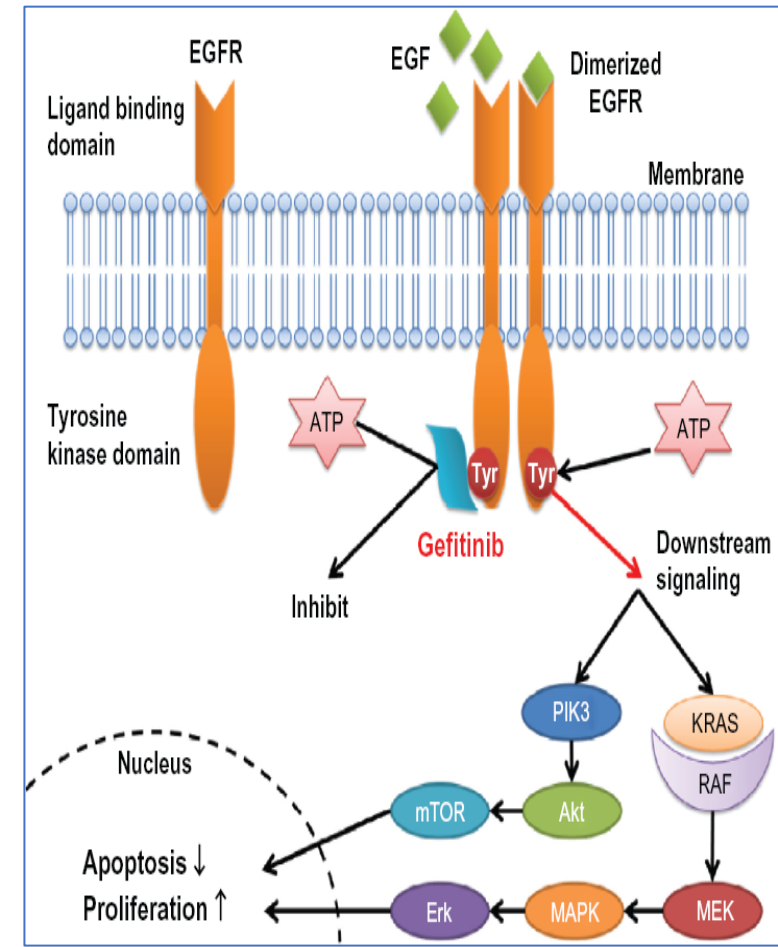 EGFR
EGF
Dimerized
EGFR
Ligand binding
domain
Membrane
Tyrosine
kinase domain
ATP
ATP
Tyr
Tyr
Gefitinib
Inhibit
Downstream
signaling
PIK3
KRAS
RAF
Nucleus
mTOR
Akt
Apoptosis ↓
Proliferation ↑
Erk
MAPK
MEK